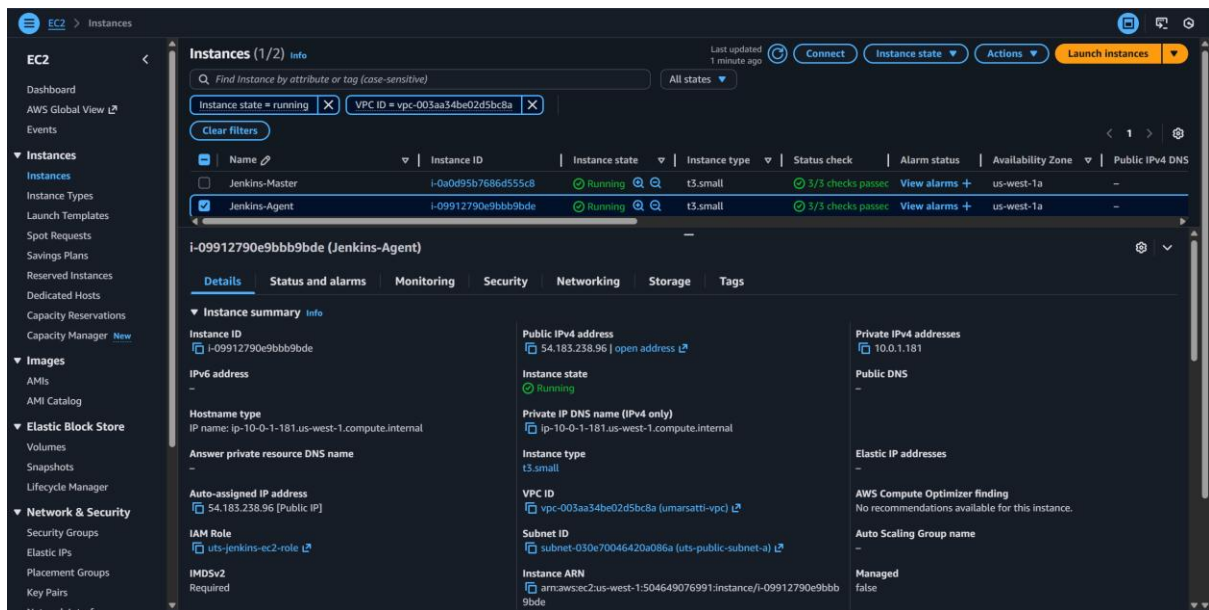 EC2 > Instances
EC2
Dashboard
AWS Global View
Events
Instances
Instances
Instance Types
Launch Templates
Spot Requests
Savings Plans
Reserved Instances
Dedicated Hosts
Capacity Reservations
Capacity Manager New
Images
AMIs
AMI Catalog
Elastic Block Store
Volumes
Snapshots
Lifecycle Manager
Network & Security
Security Groups
Elastic IPs
Placement Groups
Key Pairs
Instances (1/2) Info
Last updated
1 minute ago
Connect
Instance state
Actions
Launch instances
Find Instance by attribute or tag (case-sensitive)
All states
Instance state = running
VPC ID = vpc-003aa34be02d5bc8a
Clear filters
1
Name Instance ID Instance state Instance type Status check Alarm status Availability Zone Public IPv4 DNS
Jenkins-Master i-0a0d95b7686d555c8 Running t3.small 3/3 checks passec View alarms + us-west-1a –
Jenkins-Agent i-09912790e9bbb9bde Running t3.small 3/3 checks passec View alarms + us-west-1a –
i-09912790e9bbb9bde (Jenkins-Agent)
Details Status and alarms Monitoring Security Networking Storage Tags
Instance summary Info
Instance ID
i-09912790e9bbb9bde
Public IPv4 address
54.183.238.96 | open address
Private IPv4 addresses
10.0.1.181
IPv6 address
–
Instance state
Running
Public DNS
–
Hostname type
IP name: ip-10-0-1-181.us-west-1.compute.internal
Private IP DNS name (IPv4 only)
ip-10-0-1-181.us-west-1.compute.internal
Answer private resource DNS name
–
Instance type
t3.small
Elastic IP addresses
–
Auto-assigned IP address
54.183.238.96 [Public IP]
VPC ID
vpc-003aa34be02d5bc8a (umarsatti-vpc)
AWS Compute Optimizer finding
No recommendations available for this instance.
IAM Role
uts-jenkins-ec2-role
Subnet ID
subnet-030e70046420a086a (uts-public-subnet-a)
Auto Scaling Group name
–
IMDSv2
Required
Instance ARN
arn:aws:ec2:us-west-1:504649076991:instance/i-09912790e9bbb
9bde
Managed
false